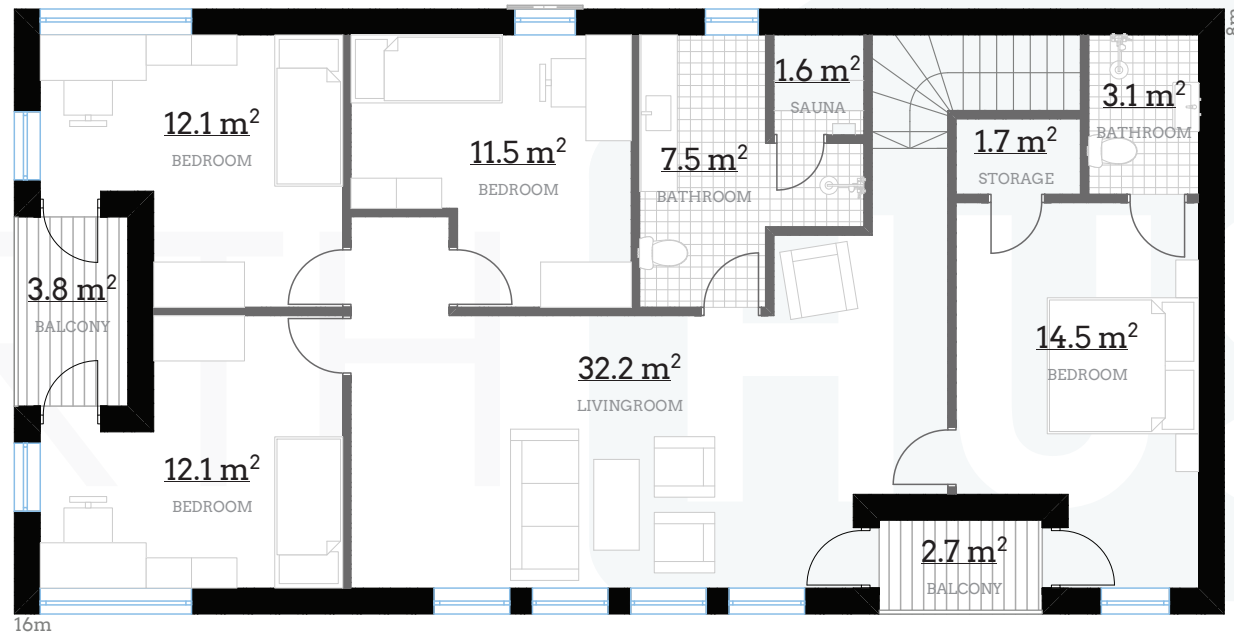 8m
12.1 m²
BEDROOM
11.5 m²
BEDROOM
7.5 m²
BATHROOM
1.6 m²
SAUNA
1.7 m²
STORAGE
3.1 m²
BATHROOM
3.8 m²
BALCONY
32.2 m²
LIVINGROOM
14.5 m²
BEDROOM
12.1 m²
BEDROOM
2.7 m²
BALCONY
16m